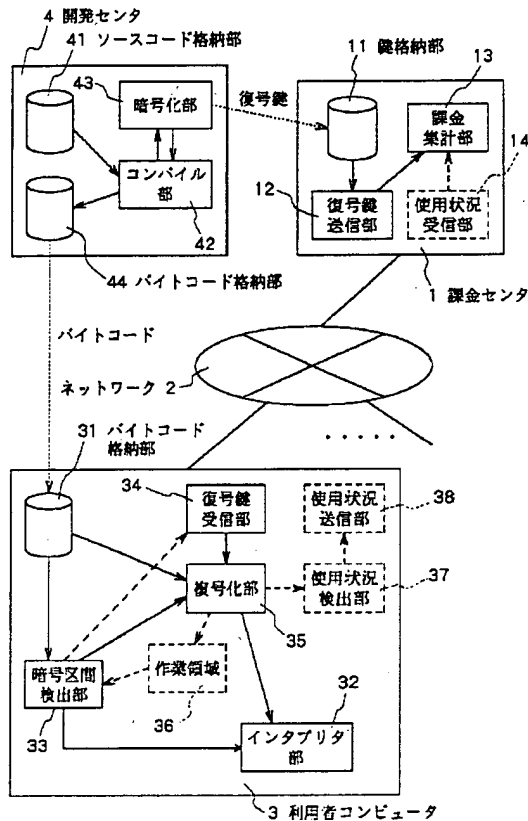 4 開発センタ
41 ソースコード格納部
43
暗号化部
復号鍵
コンパイル
部
42
44 バイトコード格納部
11 鍵格納部
13
課金
集計部
14
12
復号鍵
送信部
使用状況
受信部
1 課金センタ
バイトコード
ネットワーク 2
・・・・・
31 バイトコード
格納部
34
復号鍵
受信部
使用状況
送信部
38
複号化部
35
使用状況
検出部
37
暗号区間
検出部
33
作業領域
36
32
インタプリタ
部
3 利用者コンピュータ